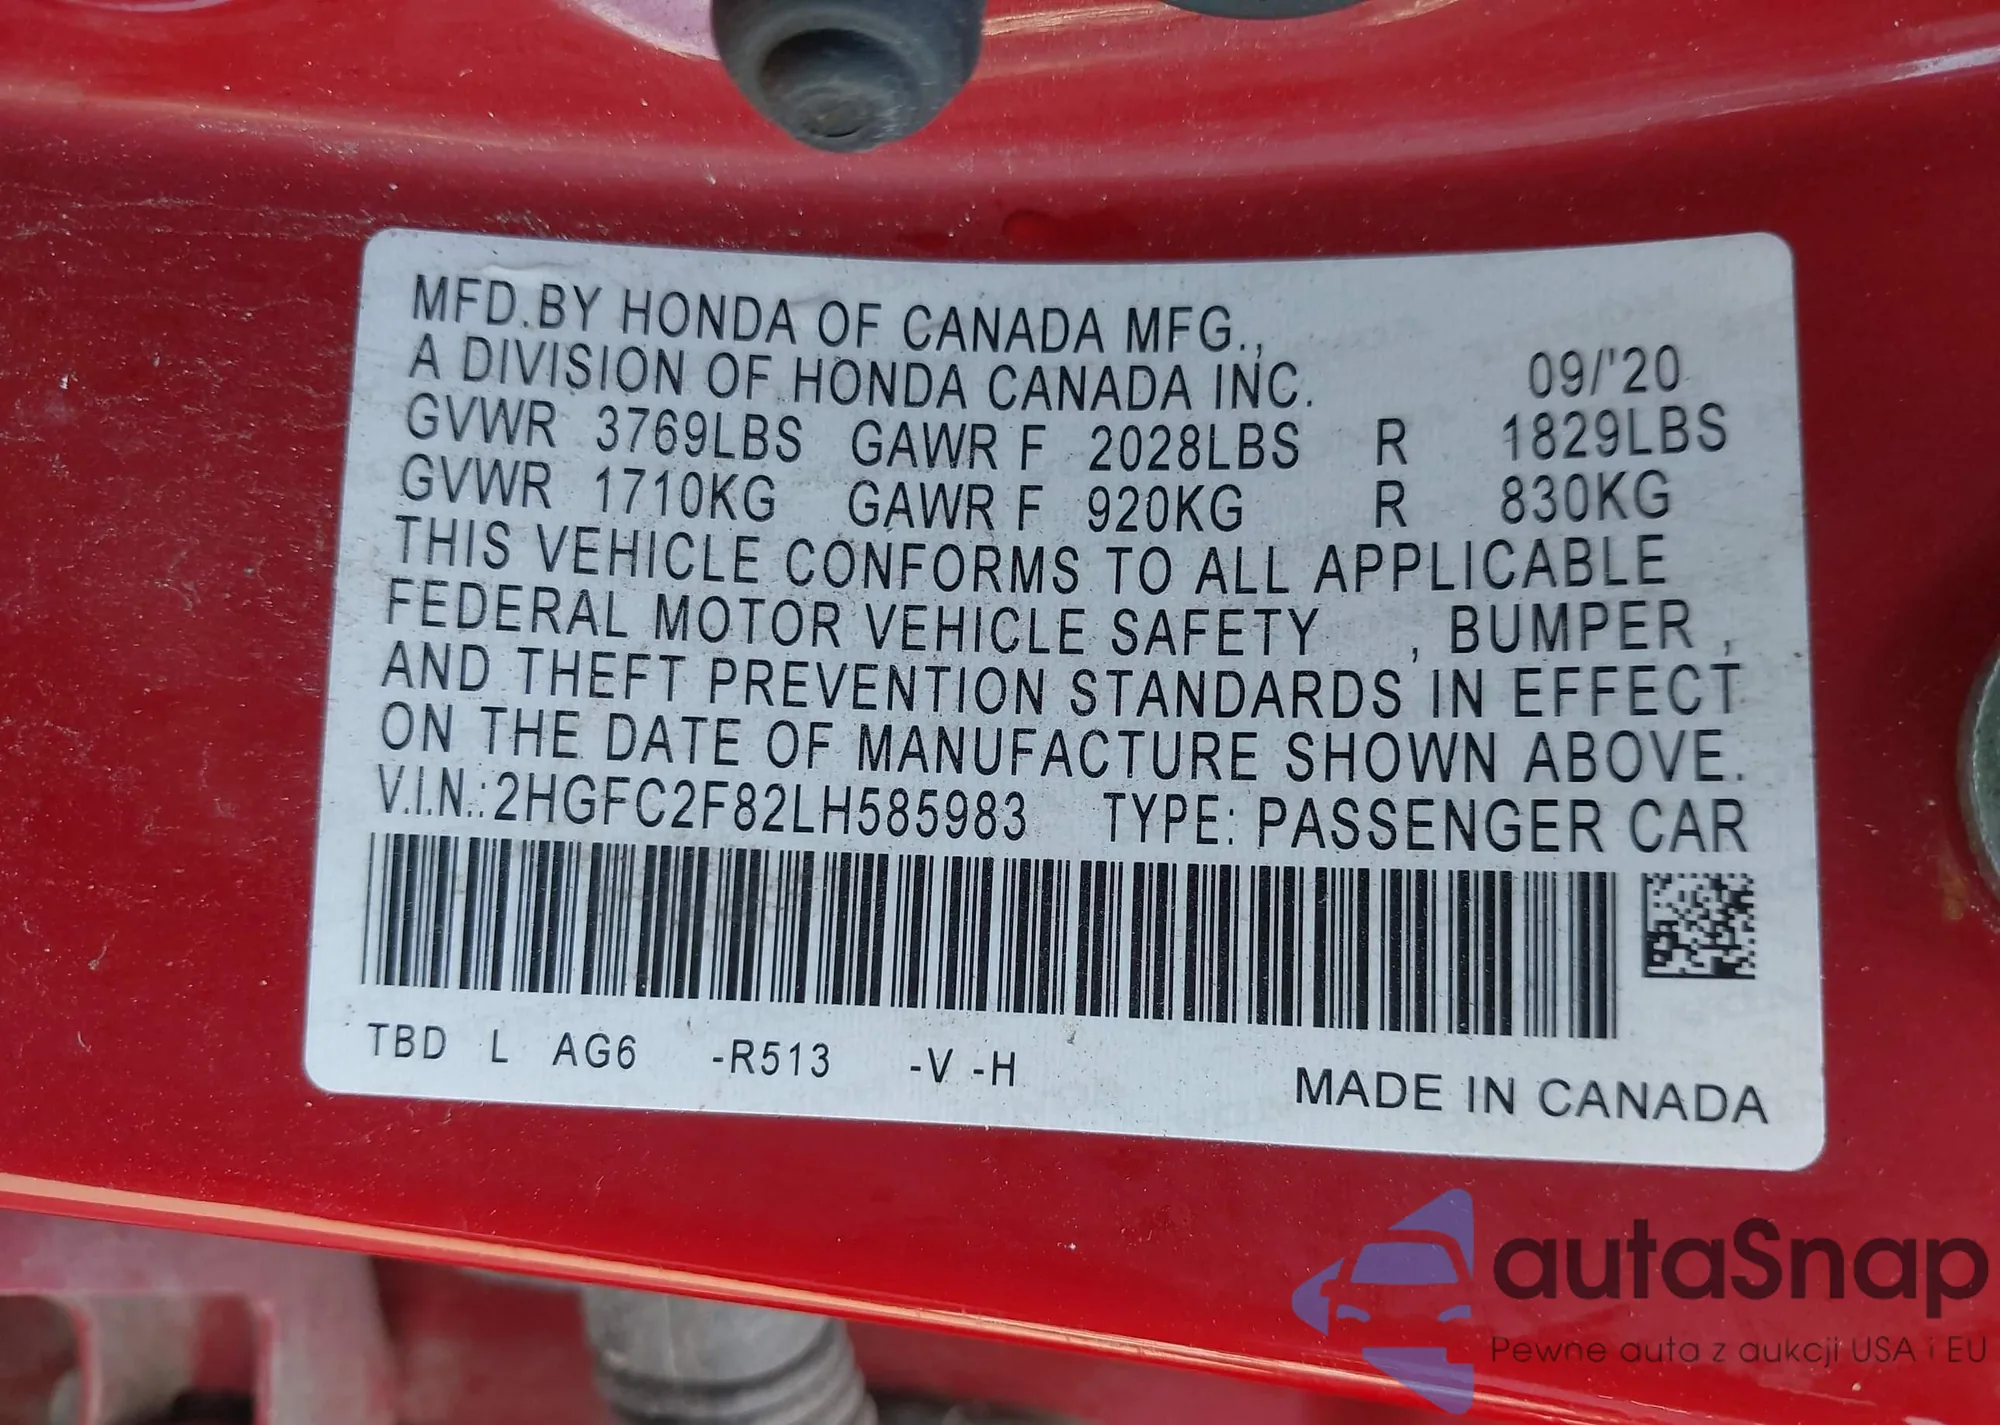 MFD.BY HONDA OF CANADA MFG.,
A DIVISION OF HONDA CANADA INC. 09/'20
GVWR 3769LBS GAWR F 2028LBS R 1829LBS
GVWR 1710KG GAWR F 920KG R 830KG
THIS VEHICLE CONFORMS TO ALL APPLICABLE
FEDERAL MOTOR VEHICLE SAFETY , BUMPER ,
AND THEFT PREVENTION STANDARDS IN EFFECT
ON THE DATE OF MANUFACTURE SHOWN ABOVE.
V.I.N.:2HGFC2F82LH585983 TYPE: PASSENGER CAR
TBD L AG6 -R513 -V -H
MADE IN CANADA
autaSnap
Pewne auta z aukcji USA i EU